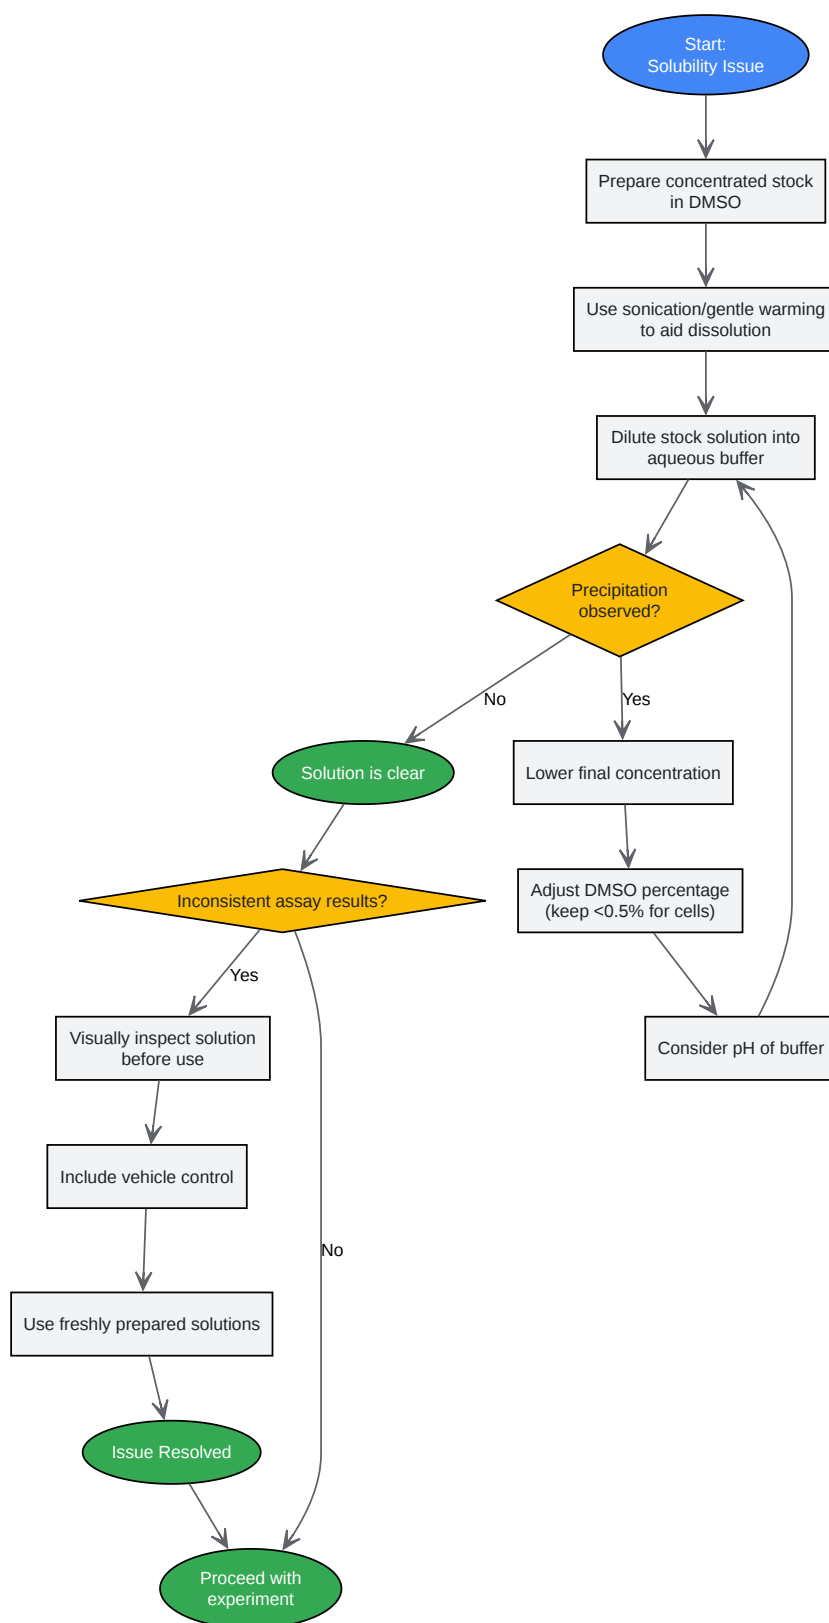 Start:
Solubility Issue
Prepare concentrated stock
in DMSO
Use sonication/gentle warming
to aid dissolution
Dilute stock solution into
aqueous buffer
Precipitation
observed?
No
Yes
Solution is clear
Lower final concentration
Inconsistent assay results?
Adjust DMSO percentage
(keep <0.5% for cells)
Yes
Visually inspect solution
before use
Consider pH of buffer
Include vehicle control
No
Use freshly prepared solutions
Issue Resolved
Proceed with
experiment